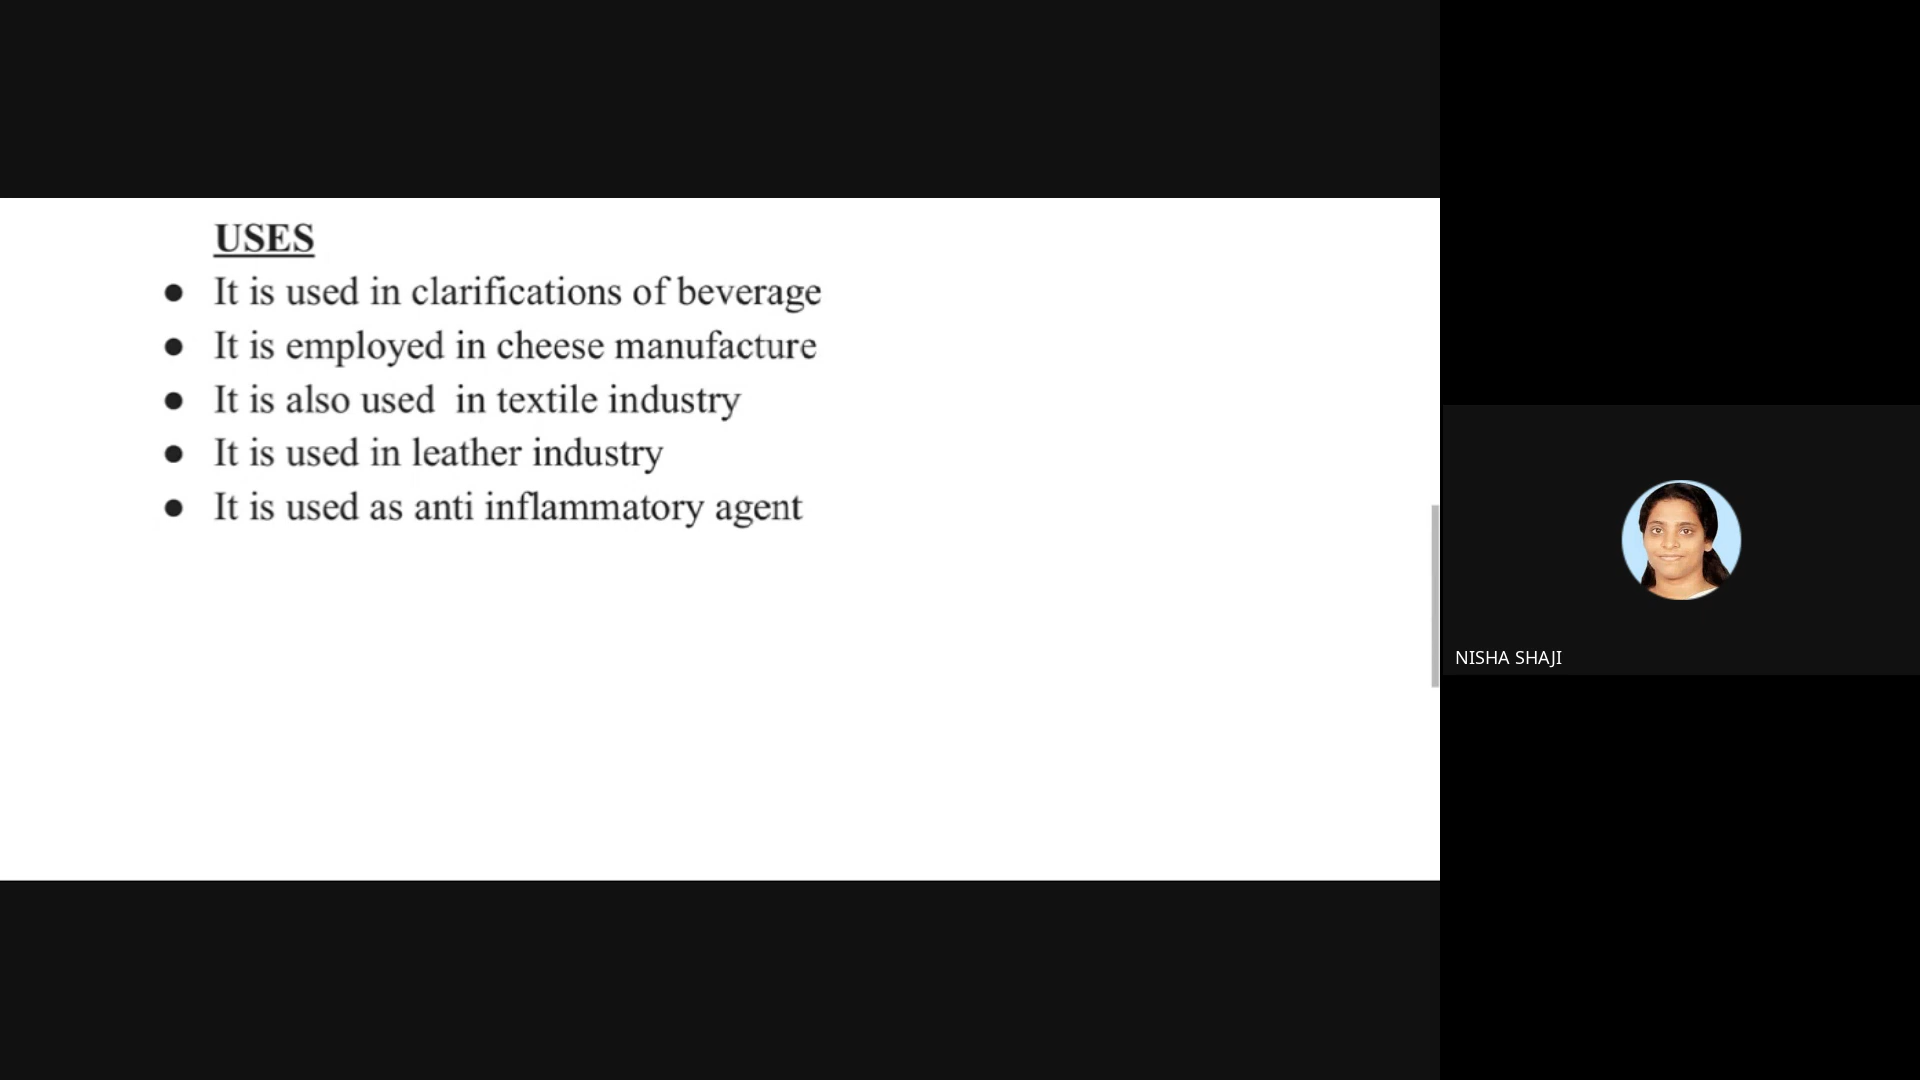 USES
● It is used in clarifications of beverage
● It is employed in cheese manufacture
● It is also used  in textile industry
● It is used in leather industry
● It is used as anti inflammatory agent
NISHA SHAJI